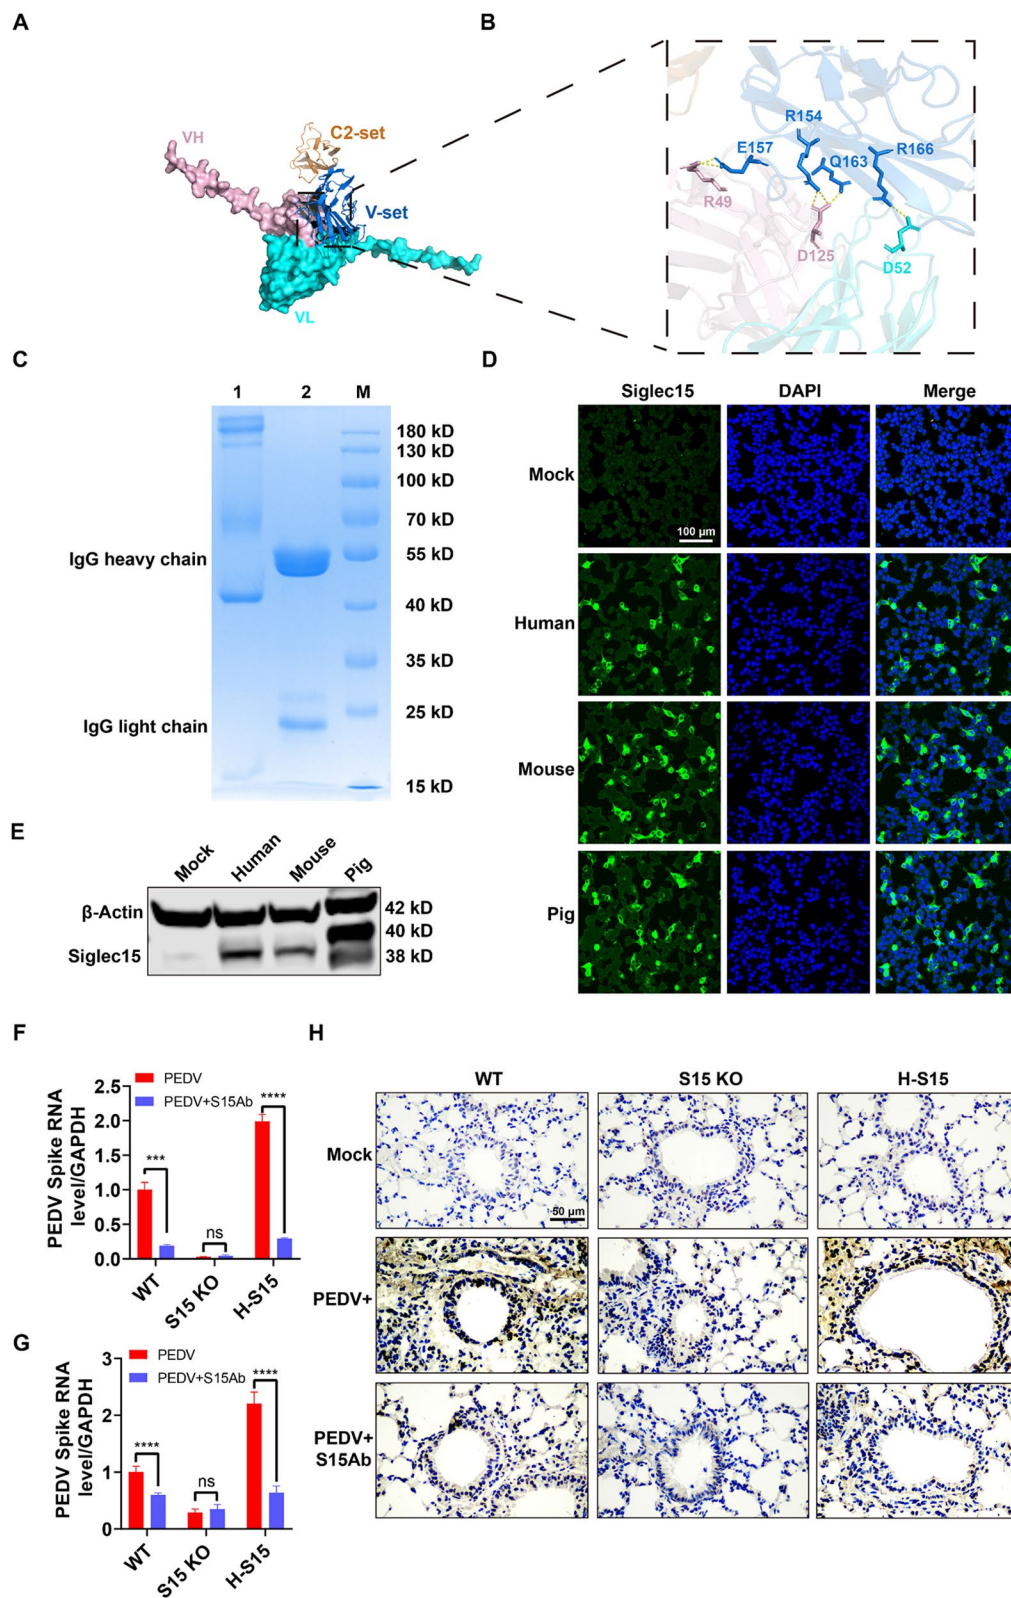 A
VH
C2-set
V-set
VL
B
R154
E157
Q163
R166
R49
D125
D52
C
1 2 M
180 kD
130 kD
100 kD
70 kD
IgG heavy chain
55 kD
40 kD
35 kD
IgG light chain
25 kD
15 kD
D
Siglec15 DAPI Merge
Mock
100 μm
Human
Mouse
Pig
E
Mock Human Mouse Pig
β-Actin 42 kD
40 kD
Siglec15 38 kD
F
PEDV
PEDV+S15Ab
PEDV Spike RNA
level/GAPDH
2.5
2.0
1.5
1.0
0.5
0.0
***
ns
****
WT S15 KO H-S15
G
PEDV
PEDV+S15Ab
PEDV Spike RNA
level/GAPDH
3
2
1
0
****
ns
****
WT S15 KO H-S15
H
WT S15 KO H-S15
Mock
50 μm
PEDV+
PEDV+
S15Ab